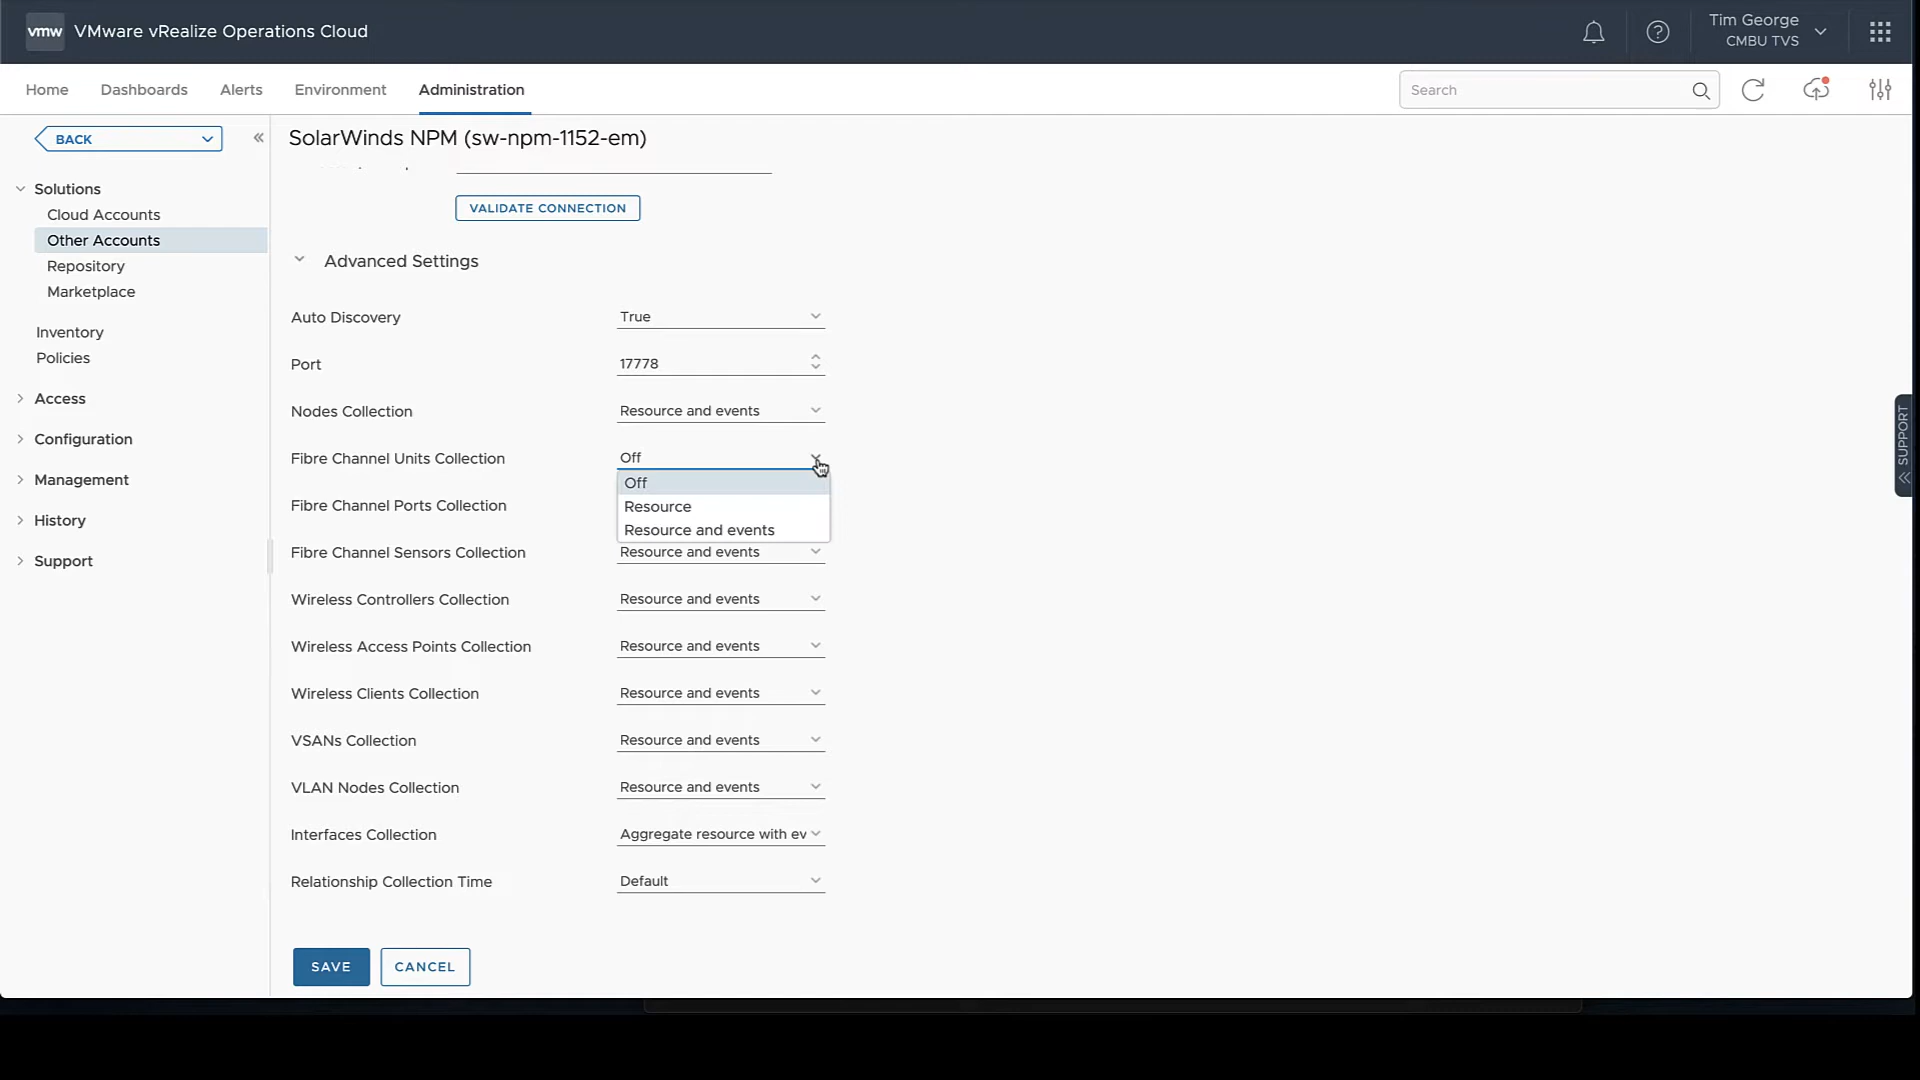 vmw VMware vRealize Operations Cloud
Tim George
CMBU TVS
Home Dashboards Alerts Environment Administration
Search
BACK
SolarWinds NPM (sw-npm-1152-em)
VALIDATE CONNECTION
Solutions
Cloud Accounts
Other Accounts
Repository
Marketplace
Inventory
Policies
Access
Configuration
Management
History
Support
Advanced Settings
Auto Discovery True
Port 17778
Nodes Collection Resource and events
Fibre Channel Units Collection Off
Off
Resource
Resource and events
Fibre Channel Ports Collection
Fibre Channel Sensors Collection Resource and events
Wireless Controllers Collection Resource and events
Wireless Access Points Collection Resource and events
Wireless Clients Collection Resource and events
VSANs Collection Resource and events
VLAN Nodes Collection Resource and events
Interfaces Collection Aggregate resource with ev
Relationship Collection Time Default
SAVE CANCEL
SUPPORT